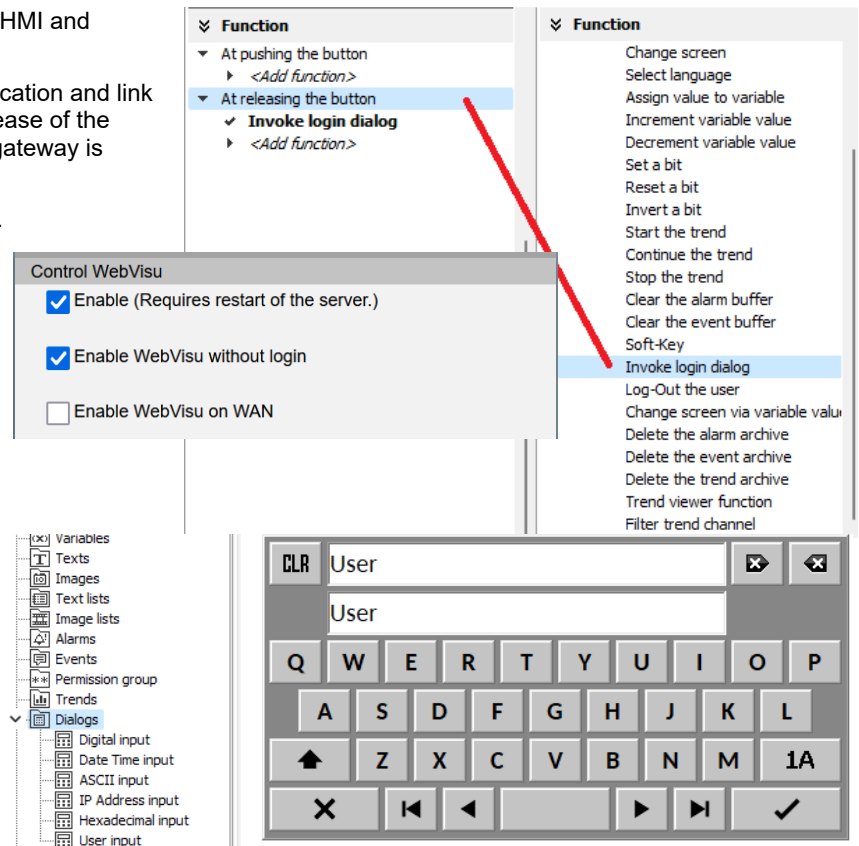 HMI and
cation and link
ease of the
gateway is
Function
At pushing the button
<Add function>
At releasing the button
Invoke login dialog
<Add function>
Function
Change screen
Select language
Assign value to variable
Increment variable value
Decrement variable value
Set a bit
Reset a bit
Invert a bit
Start the trend
Continue the trend
Stop the trend
Clear the alarm buffer
Clear the event buffer
Soft-Key
Invoke login dialog
Log-Out the user
Change screen via variable valu
Delete the alarm archive
Delete the event archive
Delete the trend archive
Trend viewer function
Filter trend channel
Control WebVisu
Enable (Requires restart of the server.)
Enable WebVisu without login
Enable WebVisu on WAN
Variables
Texts
Images
Text lists
Image lists
Alarms
Events
Permission group
Trends
Dialogs
Digital input
Date Time input
ASCII input
IP Address input
Hexadecimal input
User input
CLR User
User
Q W E R T Y U I O P
A S D F G H J K L
Z X C V B N M 1A